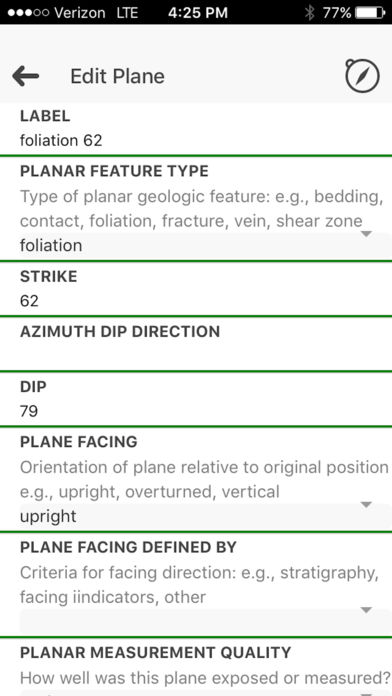 Verizon LTE 4:25 PM 77%
Edit Plane
LABEL
foliation 62
PLANAR FEATURE TYPE
Type of planar geologic feature: e.g., bedding,
contact, foliation, fracture, vein, shear zone
foliation
STRIKE
62
AZIMUTH DIP DIRECTION
DIP
79
PLANE FACING
Orientation of plane relative to original position
e.g., upright, overturned, vertical
upright
PLANE FACING DEFINED BY
Criteria for facing direction: e.g., stratigraphy,
facing iindicators, other
PLANAR MEASUREMENT QUALITY
How well was this plane exposed or measured?